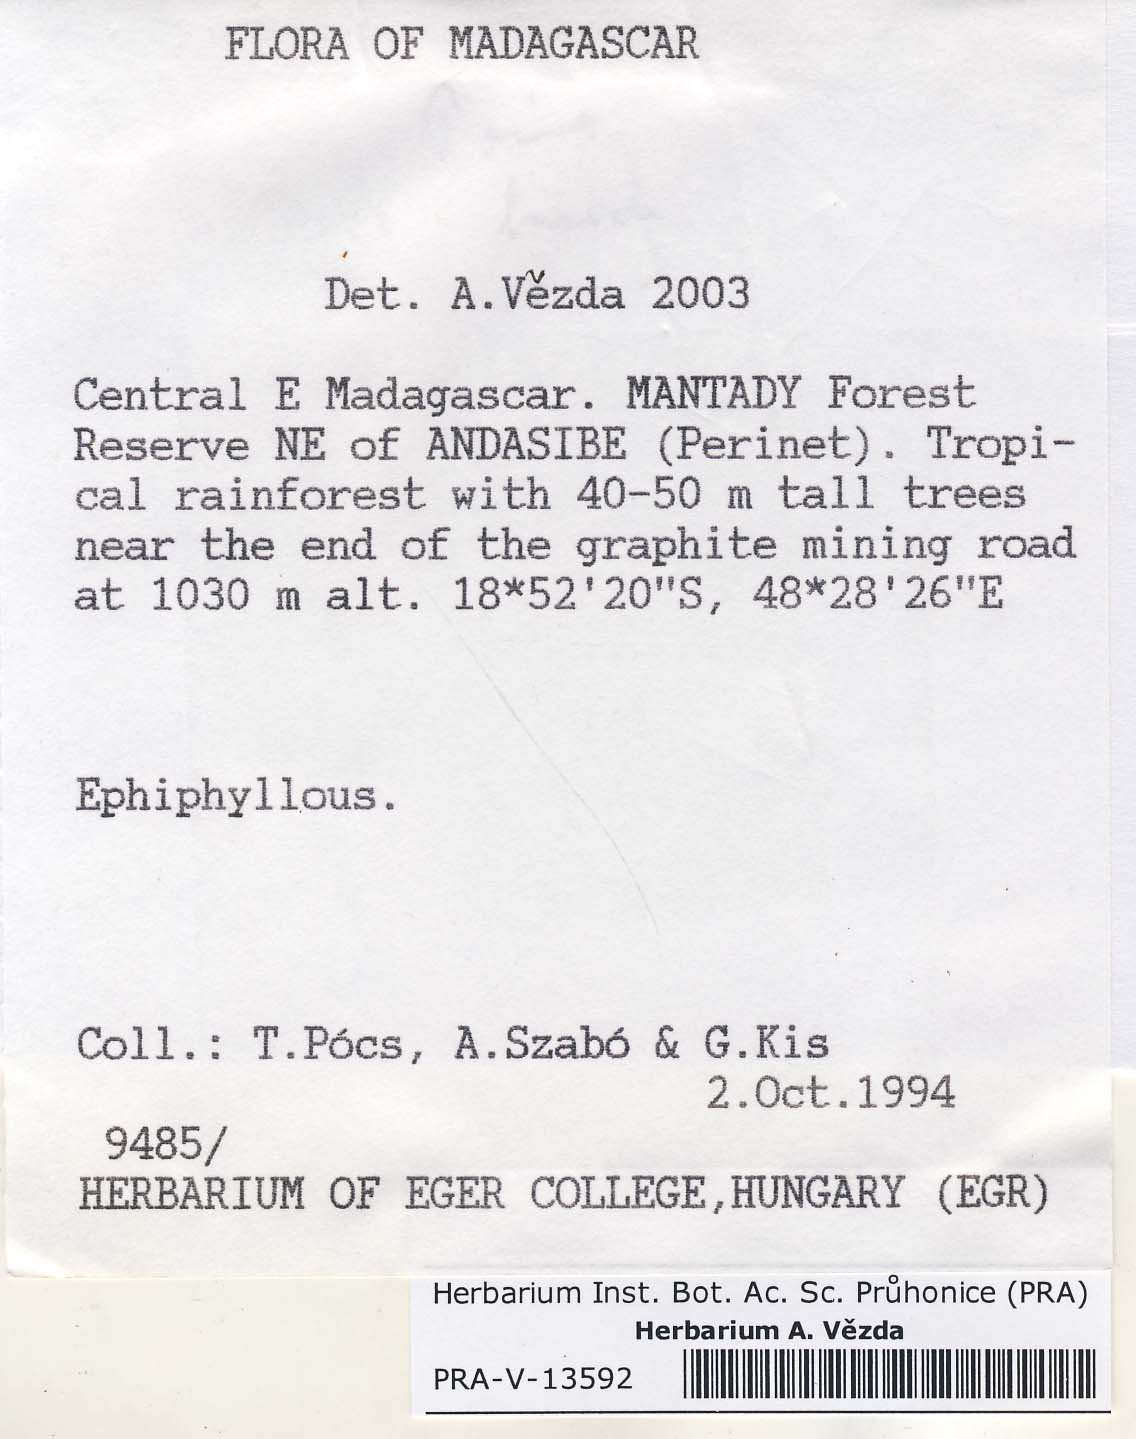 FLORA OF MADAGASCAR
Det. A.Vězda 2003
Central E Madagascar. MANTADY Forest
Reserve NE of ANDASIBE (Perinet). Tropi-
cal rainforest with 40-50 m tall trees
near the end of the graphite mining road
at 1030 m alt. 18*52'20"S, 48*28'26"E
Ephiphyllous.
Coll.: T.Pócs, A.Szabó & G.Kis
2.Oct.1994
9485/
HERBARIUM OF EGER COLLEGE,HUNGARY (EGR)
Herbarium Inst. Bot. Ac. Sc. Průhonice (PRA)
Herbarium A. Vězda
PRA-V-13592